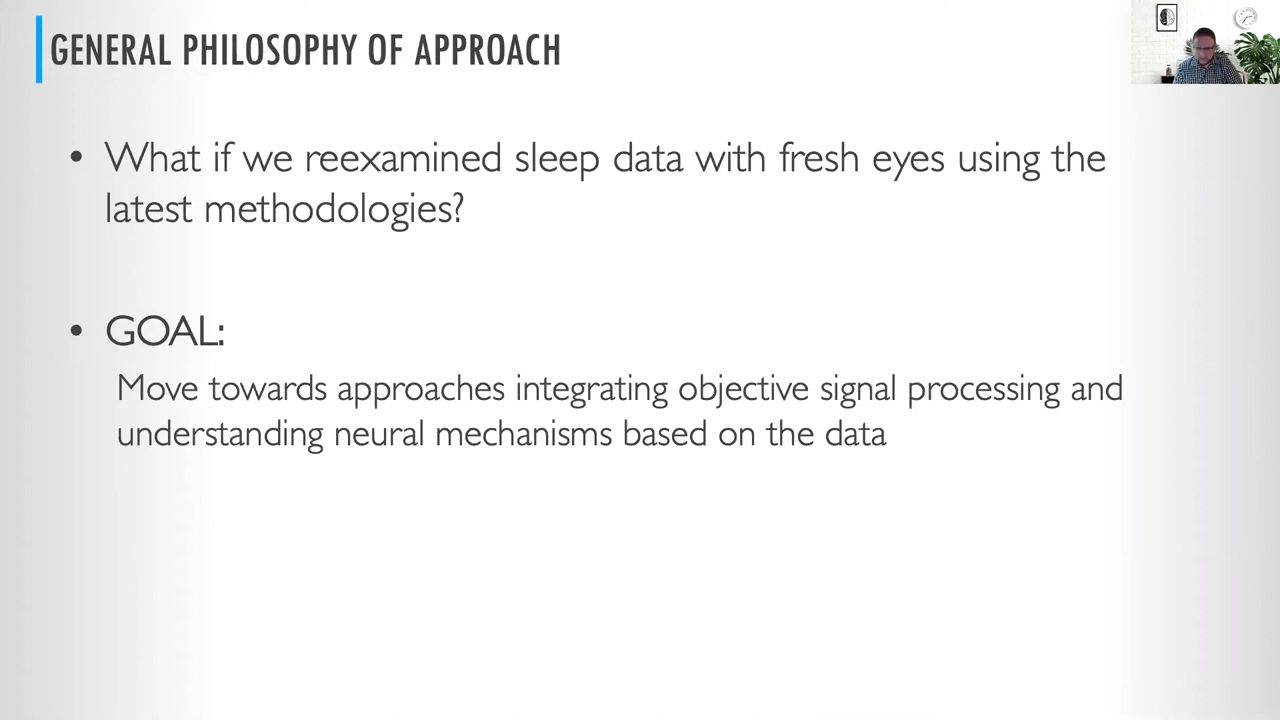 GENERAL PHILOSOPHY OF APPROACH
• What if we reexamined sleep data with fresh eyes using the
latest methodologies?
• GOAL:
Move towards approaches integrating objective signal processing and
understanding neural mechanisms based on the data